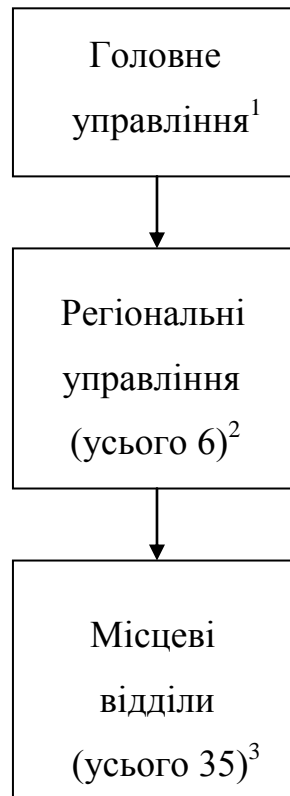 Головне
управління¹
Регіональні
управління
(усього 6)²
Місцеві
відділи
(усього 35)³